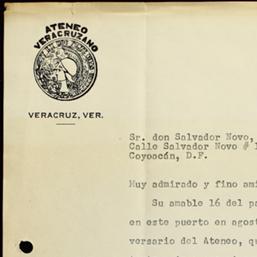 ATENEO
VERACRUZANO
VERACRUZ, VER.
Sr. don Salvador Novo,
Calle Salvador Novo #
Coyoacán, D.F.
Muy admirado y fino ami
Su amable 16 del pa
en este puerto en agost
versario del Ateneo, qu